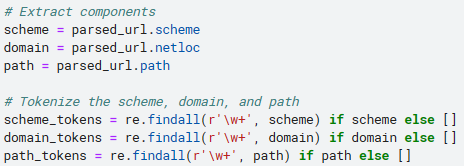 # Extract components
scheme = parsed_url.scheme
domain = parsed_url.netloc
path = parsed_url.path
# Tokenize the scheme, domain, and path
scheme_tokens = re.findall(r'\w+', scheme) if scheme else []
domain_tokens = re.findall(r'\w+', domain) if domain else []
path_tokens = re.findall(r'\w+', path) if path else []